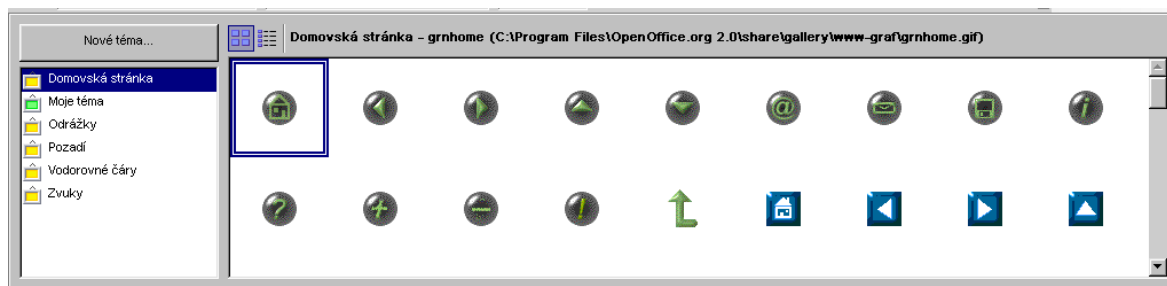 Nové téma...
Domovská stránka - grnhome (C:\Program Files\OpenOffice.org 2.0\share\gallery\www-graf\grnhome.gif)
Domovská stránka
Moje téma
Odrážky
Pozadí
Vodorovné čáry
Zvuky